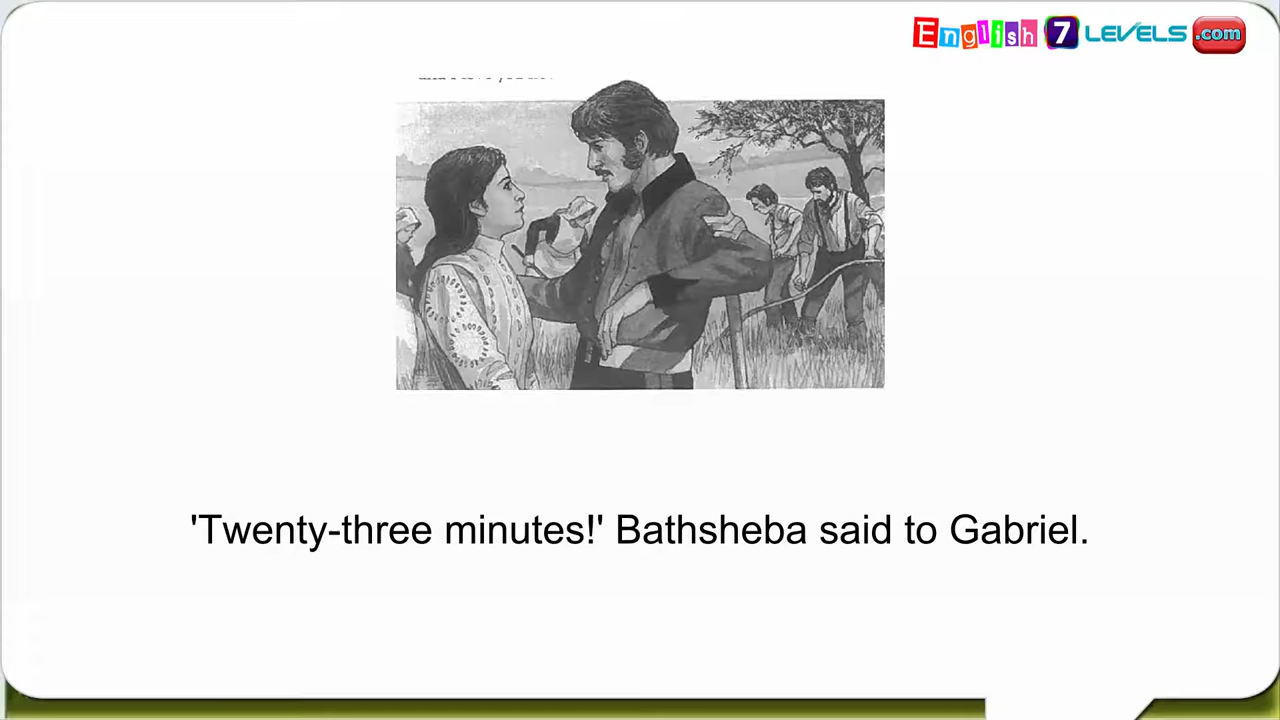 English 7 LEVELS .com
'Twenty-three minutes!' Bathsheba said to Gabriel.